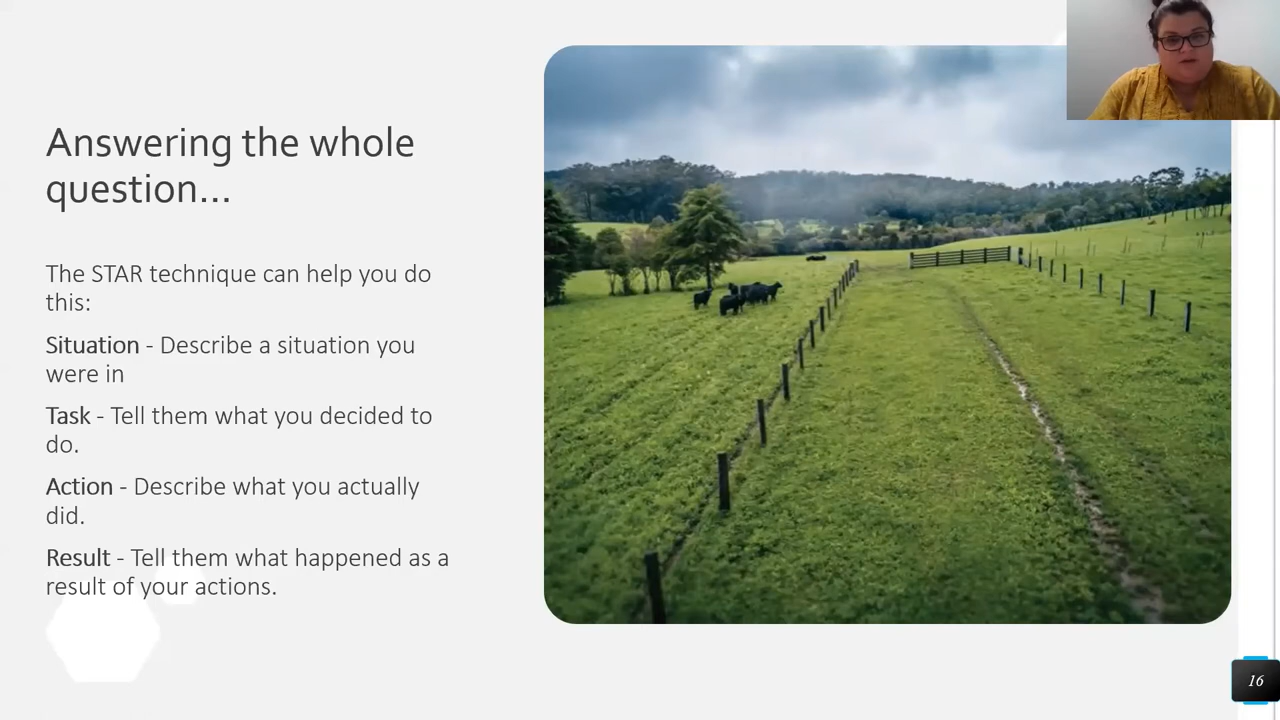 Answering the whole
question...
The STAR technique can help you do
this:
Situation - Describe a situation you
were in
Task - Tell them what you decided to
do.
Action - Describe what you actually
did.
Result - Tell them what happened as a
result of your actions.
16